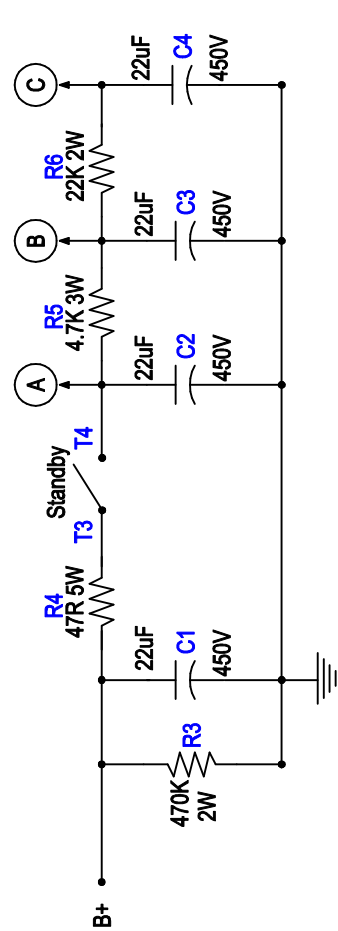 B+
470K
2W
R3
22uF
C1
450V
R4
47R 5W
T3
Standby
T4
A
22uF
C2
450V
R5
4.7K 3W
B
22uF
C3
450V
R6
22K 2W
C
22uF
C4
450V